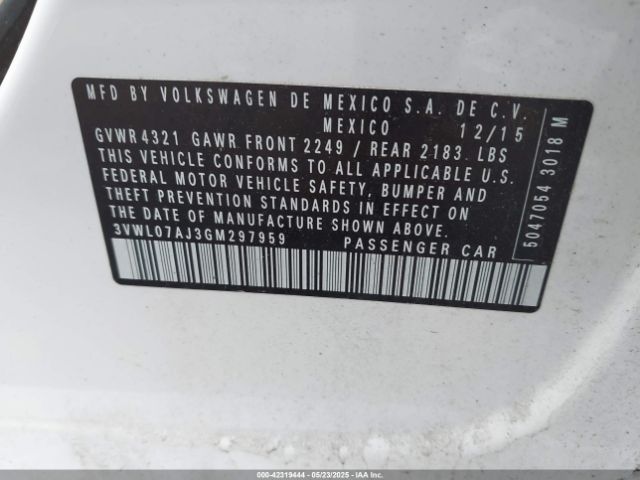 MFD BY VOLKSWAGEN DE MEXICO S.A. DE C.V.
MEXICO 12/15
GVWR 4321 GAWR FRONT 2249 / REAR 2183 LBS
THIS VEHICLE CONFORMS TO ALL APPLICABLE U.S.
FEDERAL MOTOR VEHICLE SAFETY, BUMPER AND
THEFT PREVENTION STANDARDS IN EFFECT ON
THE DATE OF MANUFACTURE SHOWN ABOVE.
3VWL07AJ3GM297959 PASSENGER CAR
5047054 3018 M
000-42319444 - 05/23/2025 - IAAI.COM